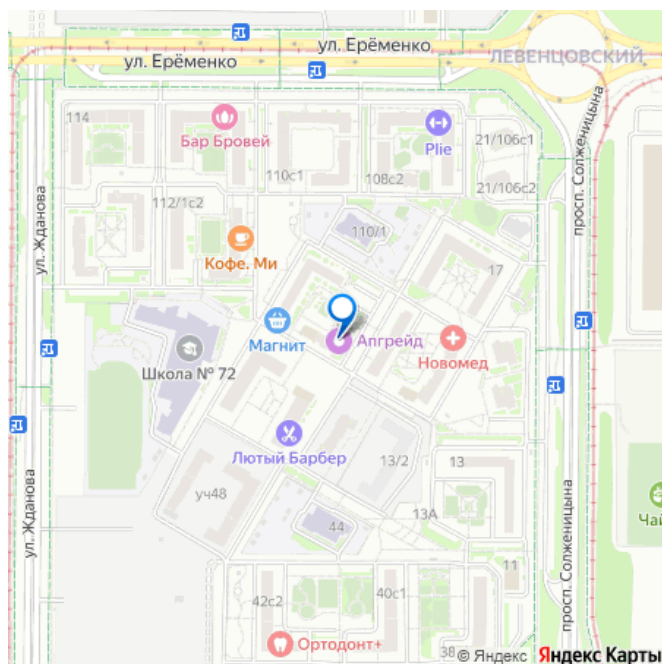 ул. Ерёменко
ул. Ерёменко
ЛЕВЕНЦОВСКИЙ
114
Бар Бровей
Plie
21/106с1
просп. Солженицына
110с1
108с2
21/106с2
ул. Жданова
112/1с2
110/1
Кофе. Ми
17
Магнит
Апгрейд
Новомед
Школа № 72
Лютый Барбер
13/2
13
уч48
13А
44
ул. Жданова
просп. Солженицына
Чай
11
42с2
40с1
Ортодонт+
38
© Яндекс
Яндекс Карты